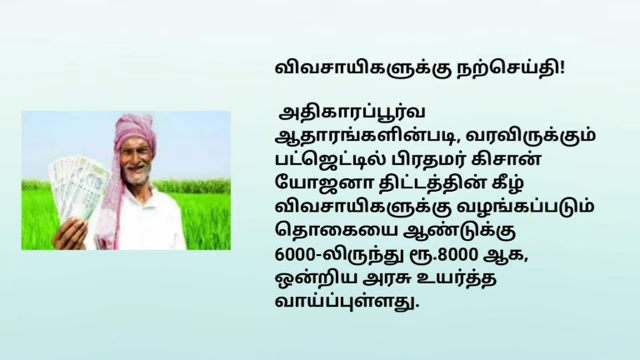 விவசாயிகளுக்கு நற்செய்தி!
அதிகாரப்பூர்வ
ஆதாரங்களின்படி, வரவிருக்கும்
பட்ஜெட்டில் பிரதமர் கிசான்
யோஜனா திட்டத்தின் கீழ்
விவசாயிகளுக்கு வழங்கப்படும்
தொகையை ஆண்டுக்கு
6000-லிருந்து ரூ.8000 ஆக,
ஒன்றிய அரசு உயர்த்த
வாய்ப்புள்ளது.